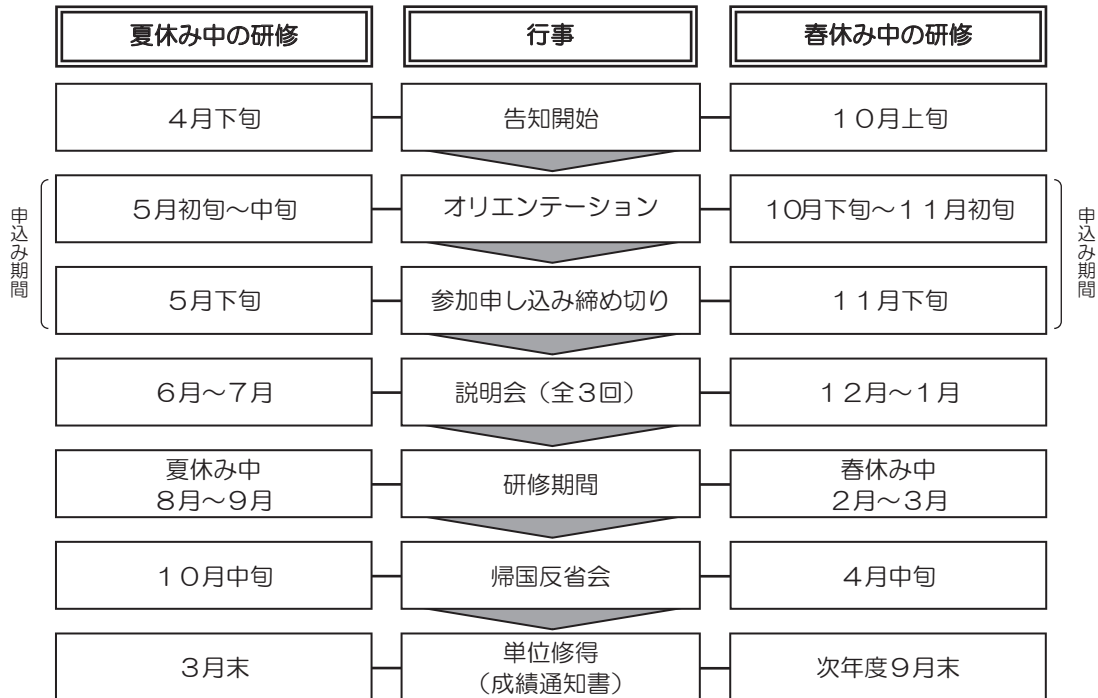 夏休み中の研修
行事
春休み中の研修
4月下旬
告知開始
10月上旬
申込み期間
5月初旬～中旬
オリエンテーション
10月下旬～11月初旬
申込み期間
5月下旬
参加申し込み締め切り
11月下旬
6月～7月
説明会（全3回）
12月～1月
夏休み中
8月～9月
研修期間
春休み中
2月～3月
10月中旬
帰国反省会
4月中旬
3月末
単位修得
（成績通知書）
次年度9月末